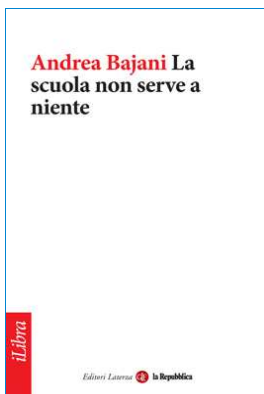 Andrea Bajani La
scuola non serve a
niente
iLibra
Editori Laterza la Repubblica